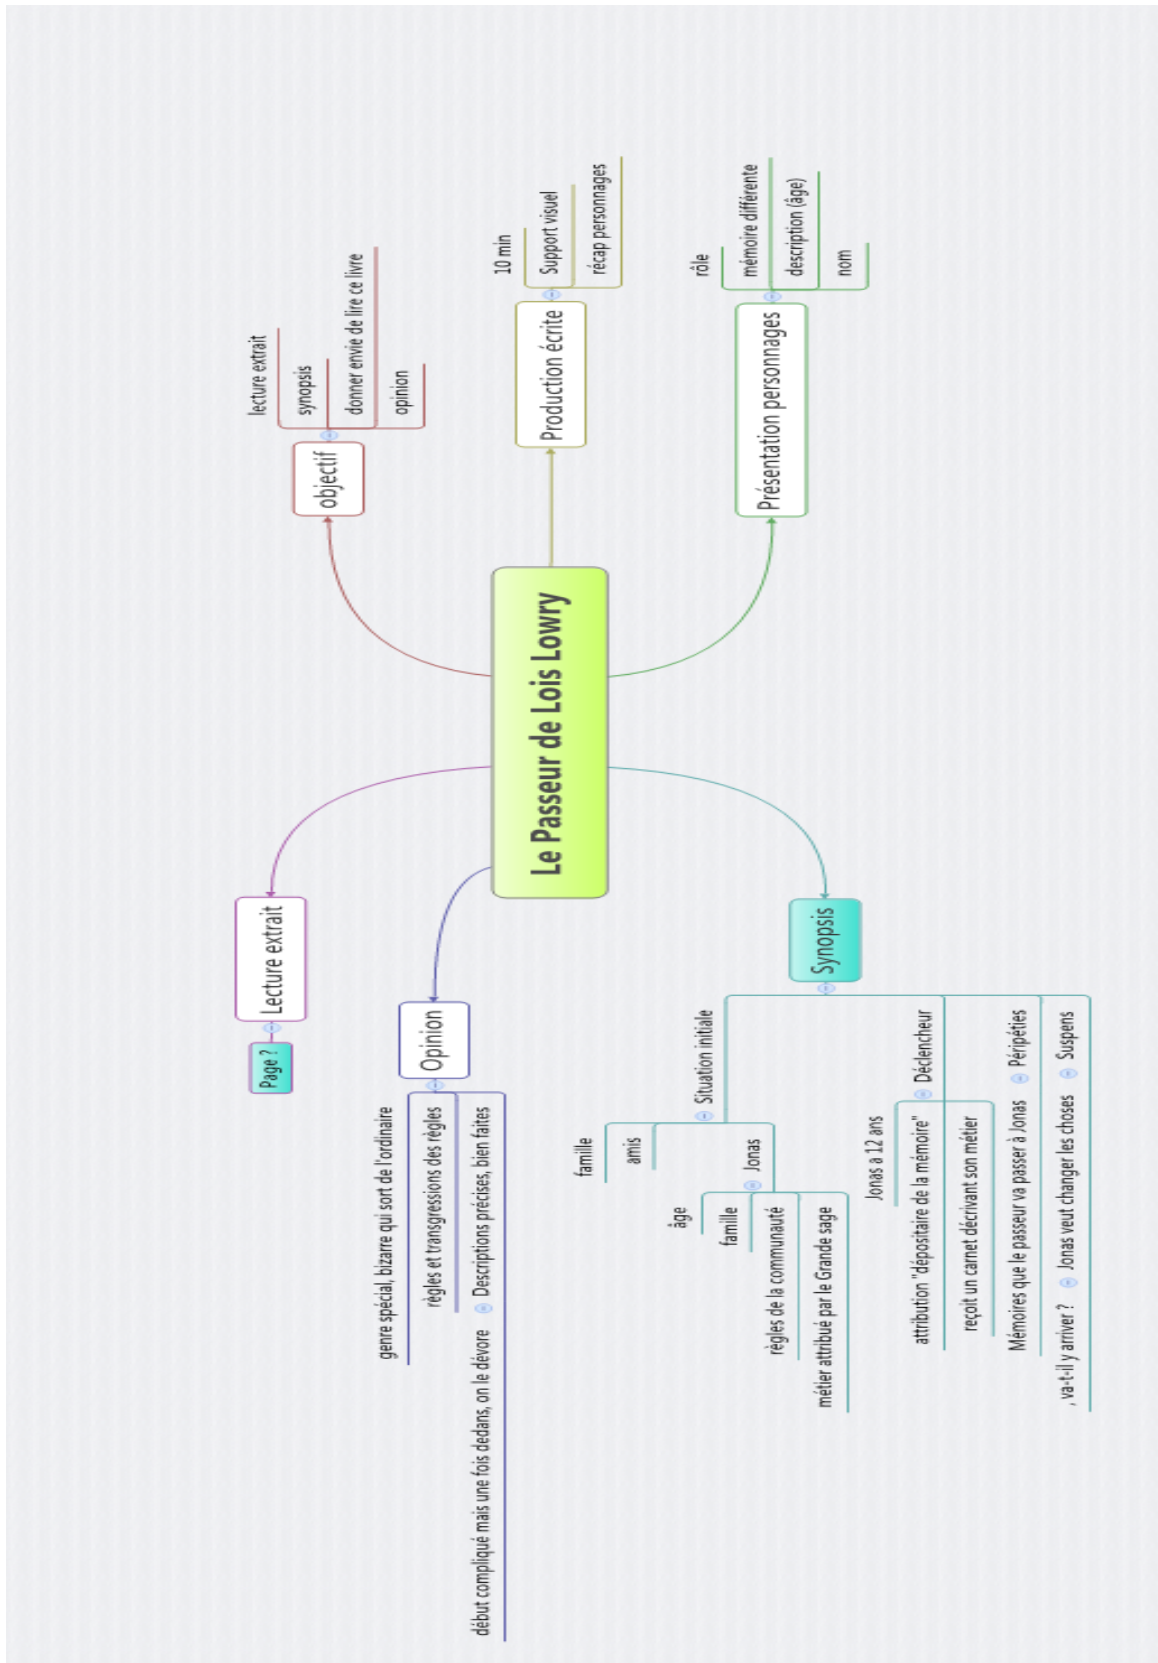 Le Passeur de Lois Lowry
objectif
lecture extrait
synopsis
donner envie de lire ce livre
opinion
Production écrite
10 min
Support visuel
récap personnages
Présentation personnages
rôle
mémoire différente
description (âge)
nom
Synopsis
Situation initiale
famille
amis
Jonas
âge
famille
règles de la communauté
métier attribué par le Grande sage
Déclencheur
Jonas a 12 ans
attribution "dépositaire de la mémoire"
reçoit un carnet décrivant son métier
Péripéties
Mémoires que le passeur va passer à Jonas
Suspens
Jonas veut changer les choses
, va-t-il y arriver ?
Opinion
genre spécial, bizarre qui sort de l'ordinaire
règles et transgressions des règles
Descriptions précises, bien faites
début compliqué mais une fois dedans, on le dévore
Lecture extrait
Page ?